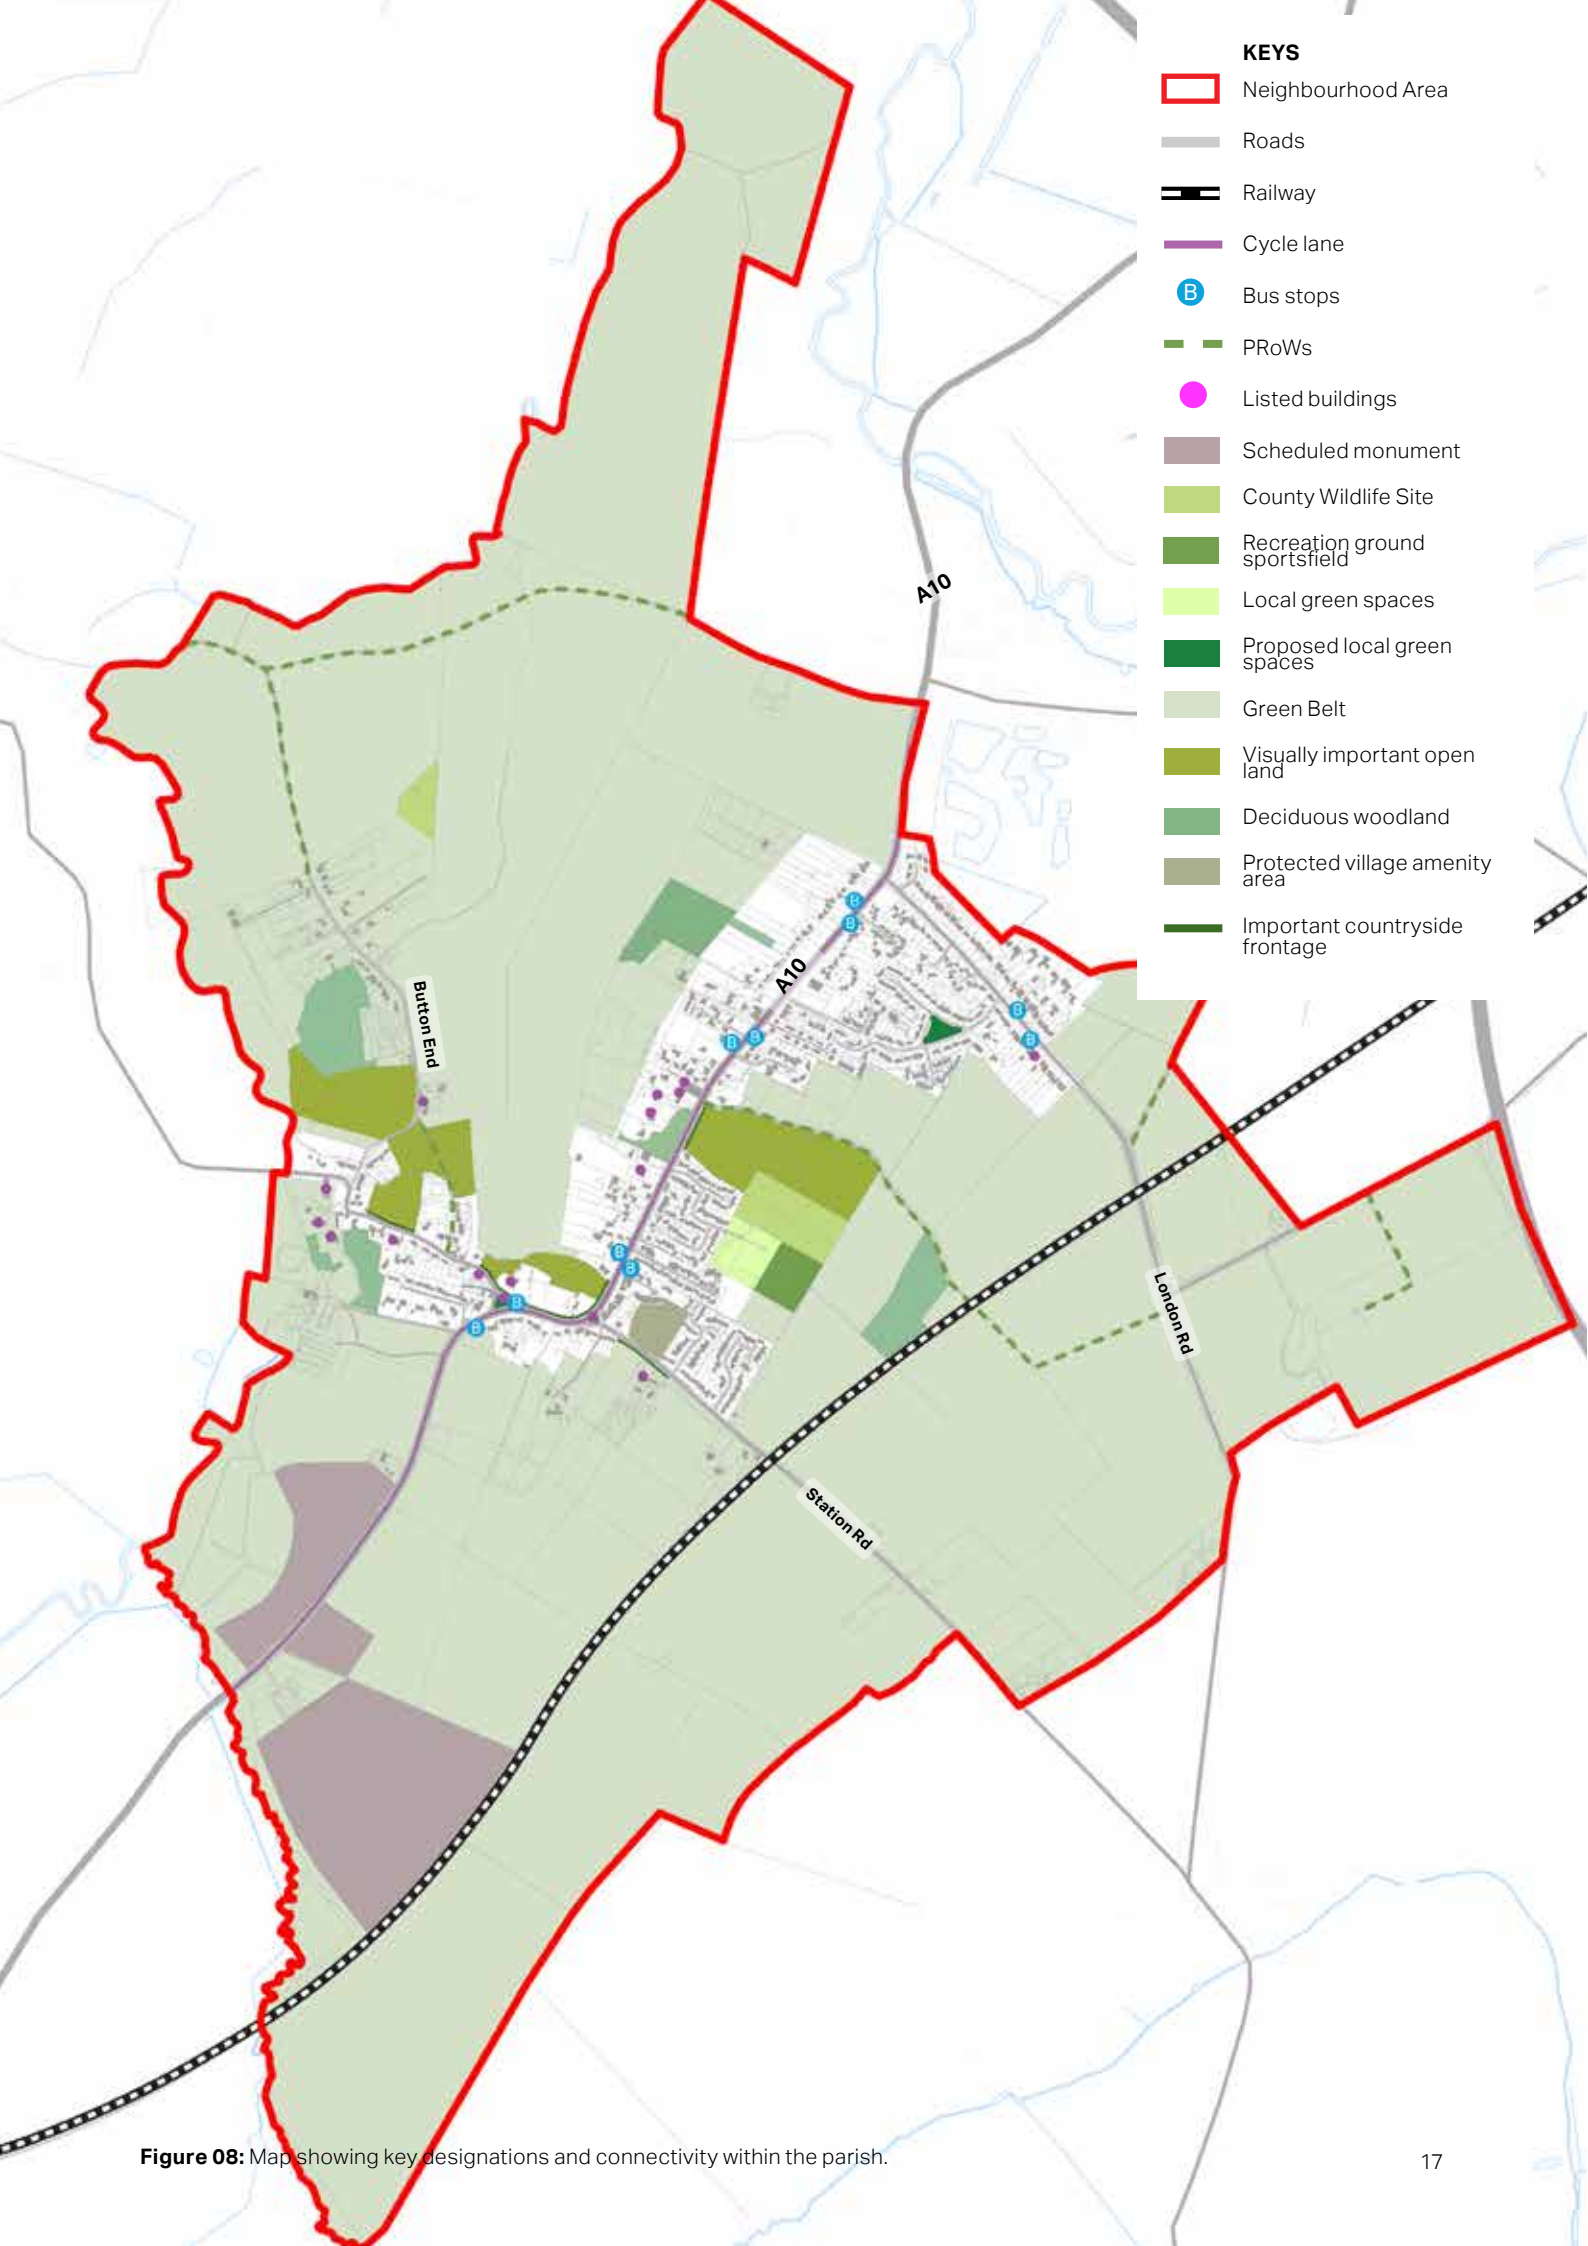 KEYS
Neighbourhood Area
Roads
Railway
Cycle lane
B
Bus stops
PRoWs
Listed buildings
Scheduled monument
County Wildlife Site
Recreation ground
sportsfield
Local green spaces
Proposed local green
spaces
Green Belt
Visually important open
land
Deciduous woodland
Protected village amenity
area
Important countryside
frontage
A10
B
B
A10
Button End
B
B
B
B
B
B
B
B
London Rd
Station Rd
Figure 08: Map showing key designations and connectivity within the parish.
17